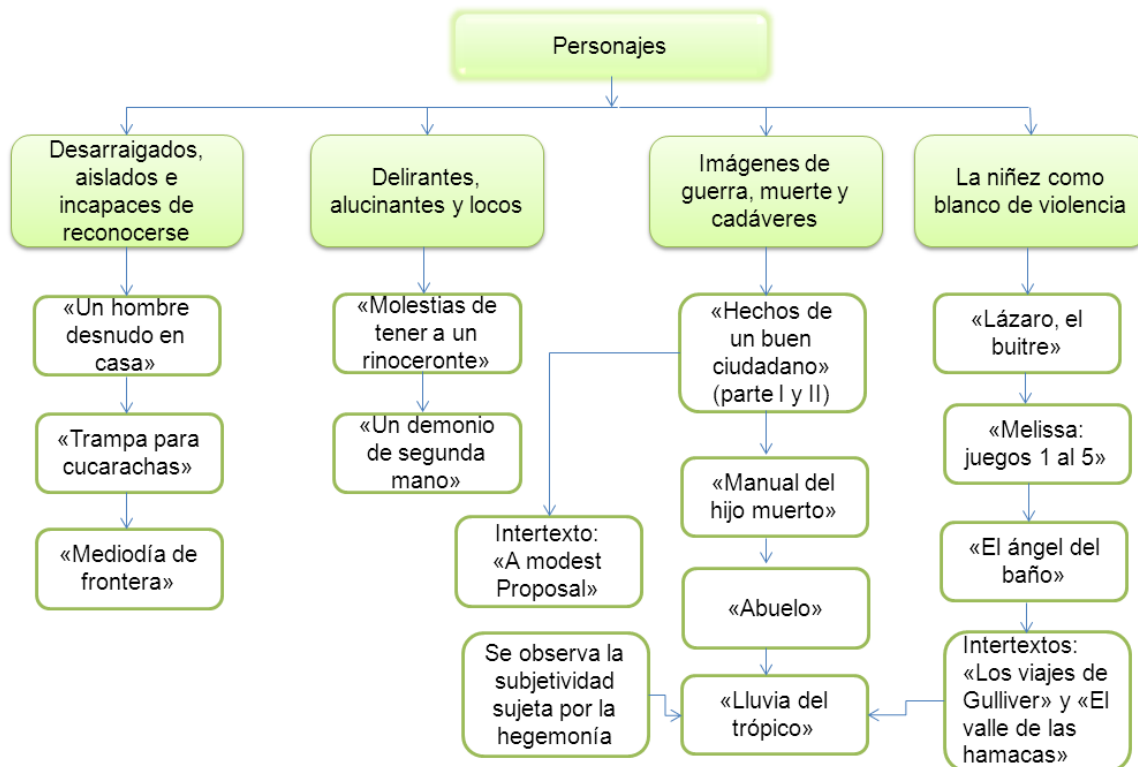 Personajes
Desarraigados,
aislados e
incapaces de
reconocerse
Delirantes,
alucinantes y locos
Imágenes de
guerra, muerte y
cadáveres
La niñez como
blanco de violencia
«Un hombre
desnudo en
casa»
«Trampa para
cucarachas»
«Mediodía de
frontera»
«Molestias de
tener a un
rinoceronte»
«Un demonio
de segunda
mano»
«Hechos de
un buen
ciudadano»
(parte I y II)
Intertexto:
«A modest
Proposal»
«Manual del
hijo muerto»
«Abuelo»
Se observa la
subjetividad
sujeta por la
hegemonía
«Lluvia del
trópico»
«Lázaro, el
buitre»
«Melissa:
juegos 1 al 5»
«El ángel del
baño»
Intertextos:
«Los viajes de
Gulliver» y «El
valle de las
hamacas»